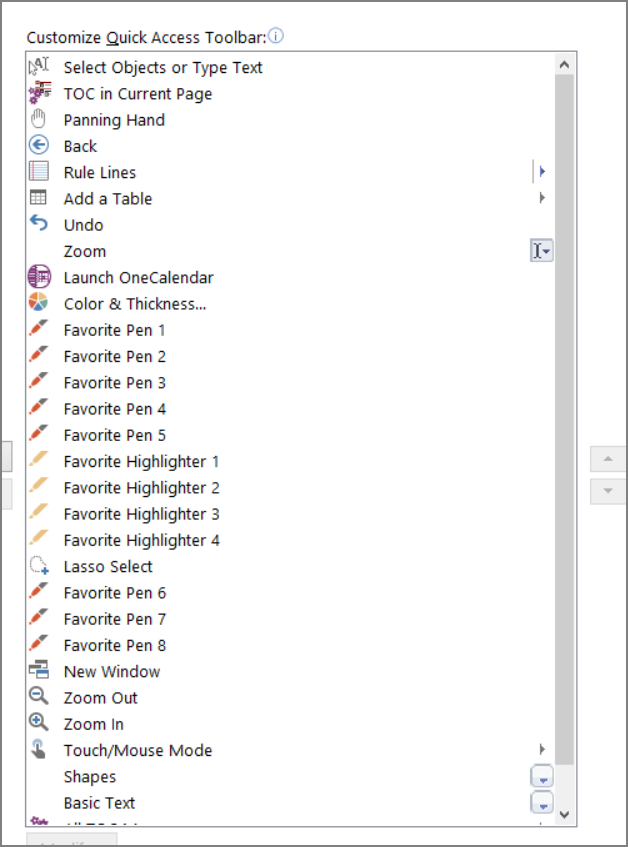 Customize Quick Access Toolbar:
Select Objects or Type Text
TOC in Current Page
Panning Hand
Back
Rule Lines
Add a Table
Undo
Zoom
Launch OneCalendar
Color & Thickness...
Favorite Pen 1
Favorite Pen 2
Favorite Pen 3
Favorite Pen 4
Favorite Pen 5
Favorite Highlighter 1
Favorite Highlighter 2
Favorite Highlighter 3
Favorite Highlighter 4
Lasso Select
Favorite Pen 6
Favorite Pen 7
Favorite Pen 8
New Window
Zoom Out
Zoom In
Touch/Mouse Mode
Shapes
Basic Text